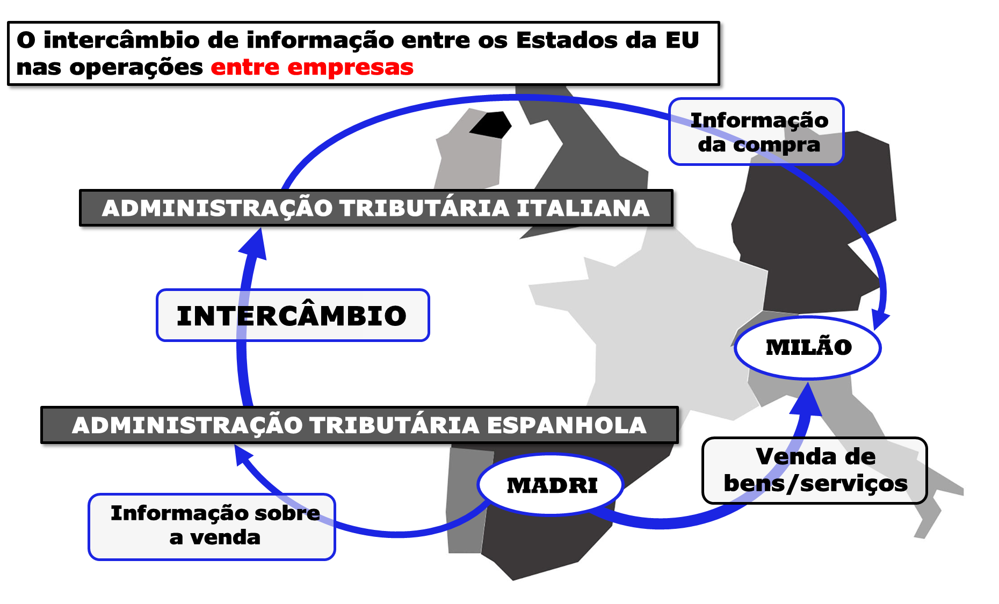 O intercâmbio de informação entre os Estados da EU
nas operações entre empresas
Informação
da compra
ADMINISTRAÇÃO TRIBUTÁRIA ITALIANA
INTERCÂMBIO
MILÃO
ADMINISTRAÇÃO TRIBUTÁRIA ESPANHOLA
Venda de
bens/serviços
MADRI
Informação sobre
a venda